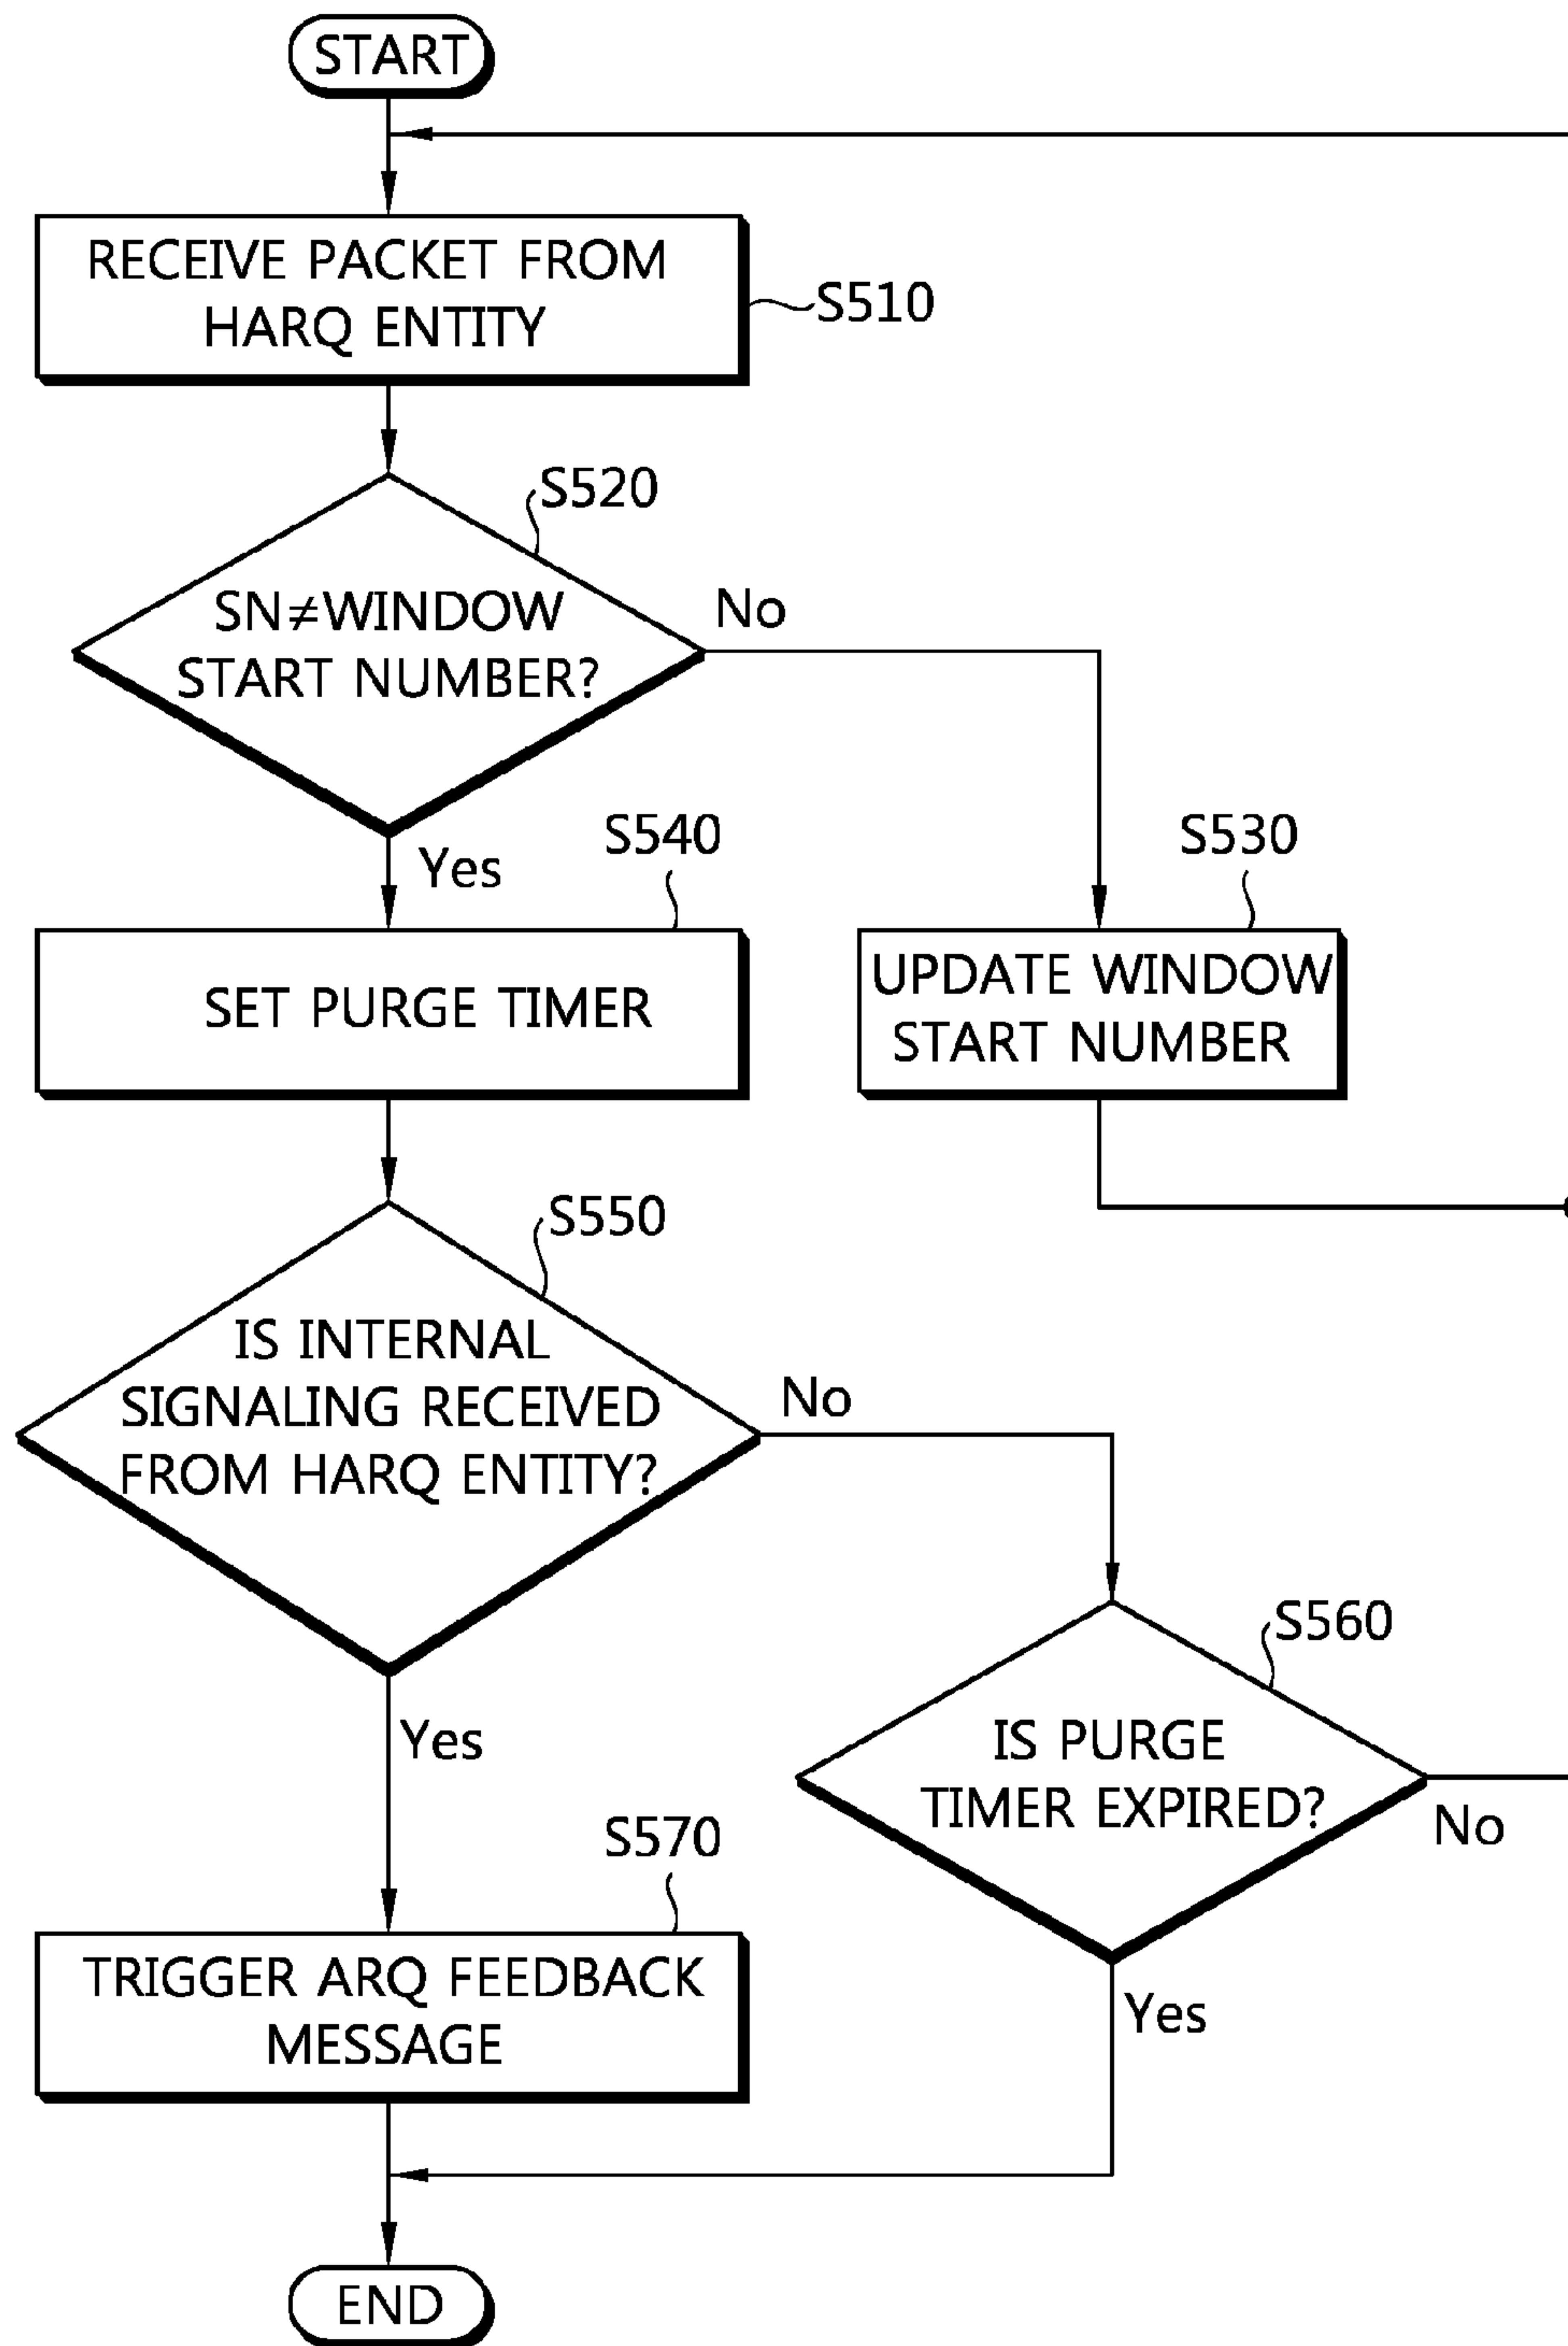 START
RECEIVE PACKET FROM
HARQ ENTITY
S510
S520
SN≠WINDOW
START NUMBER?
No
Yes
S540
S530
SET PURGE TIMER
UPDATE WINDOW
START NUMBER
S550
IS INTERNAL
SIGNALING RECEIVED
FROM HARQ ENTITY?
No
S560
Yes
IS PURGE
TIMER EXPIRED?
No
S570
TRIGGER ARQ FEEDBACK
MESSAGE
Yes
END